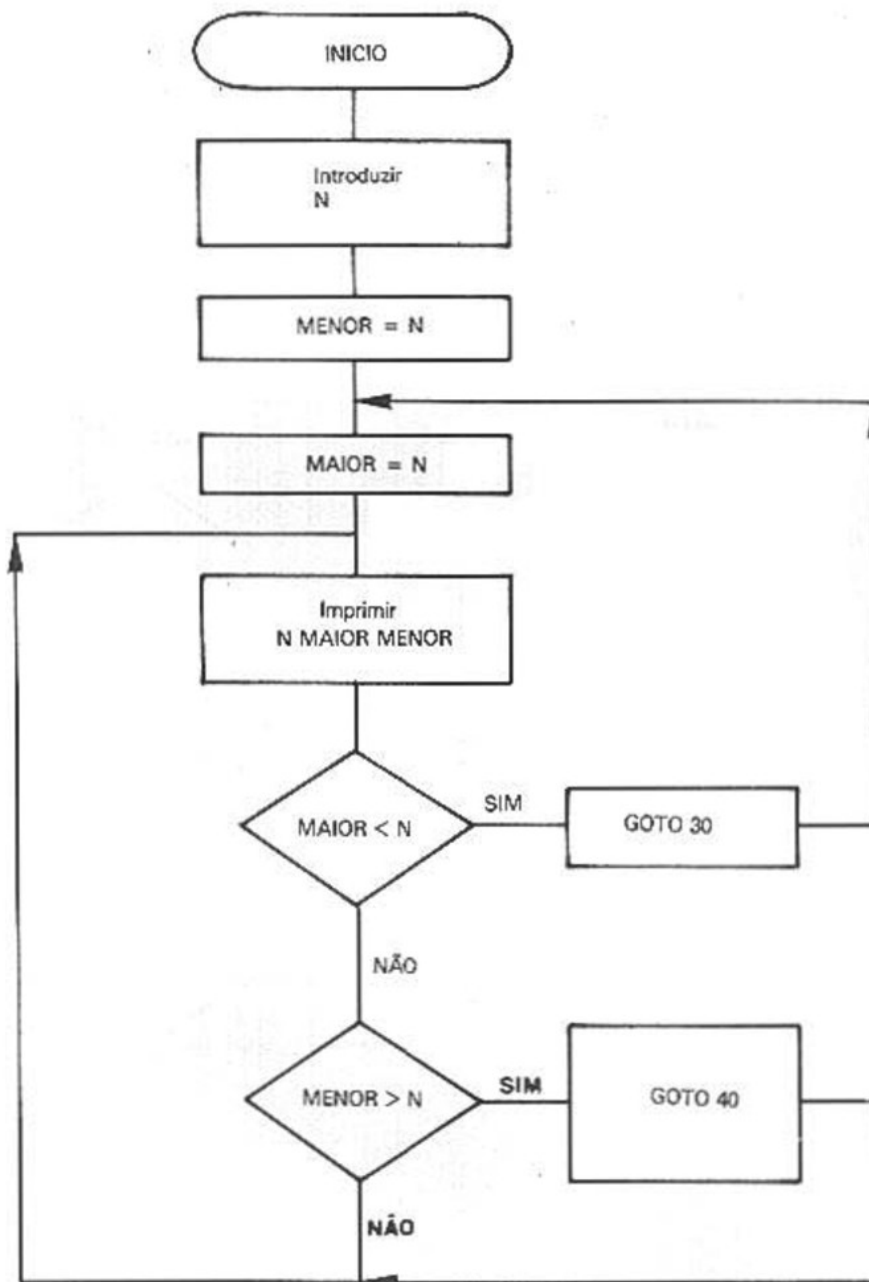 INICIO
Introduzir
N
MENOR = N
MAIOR = N
Imprimir
N MAIOR MENOR
MAIOR < N
SIM
GOTO 30
NÃO
MENOR > N
SIM
GOTO 40
NÃO